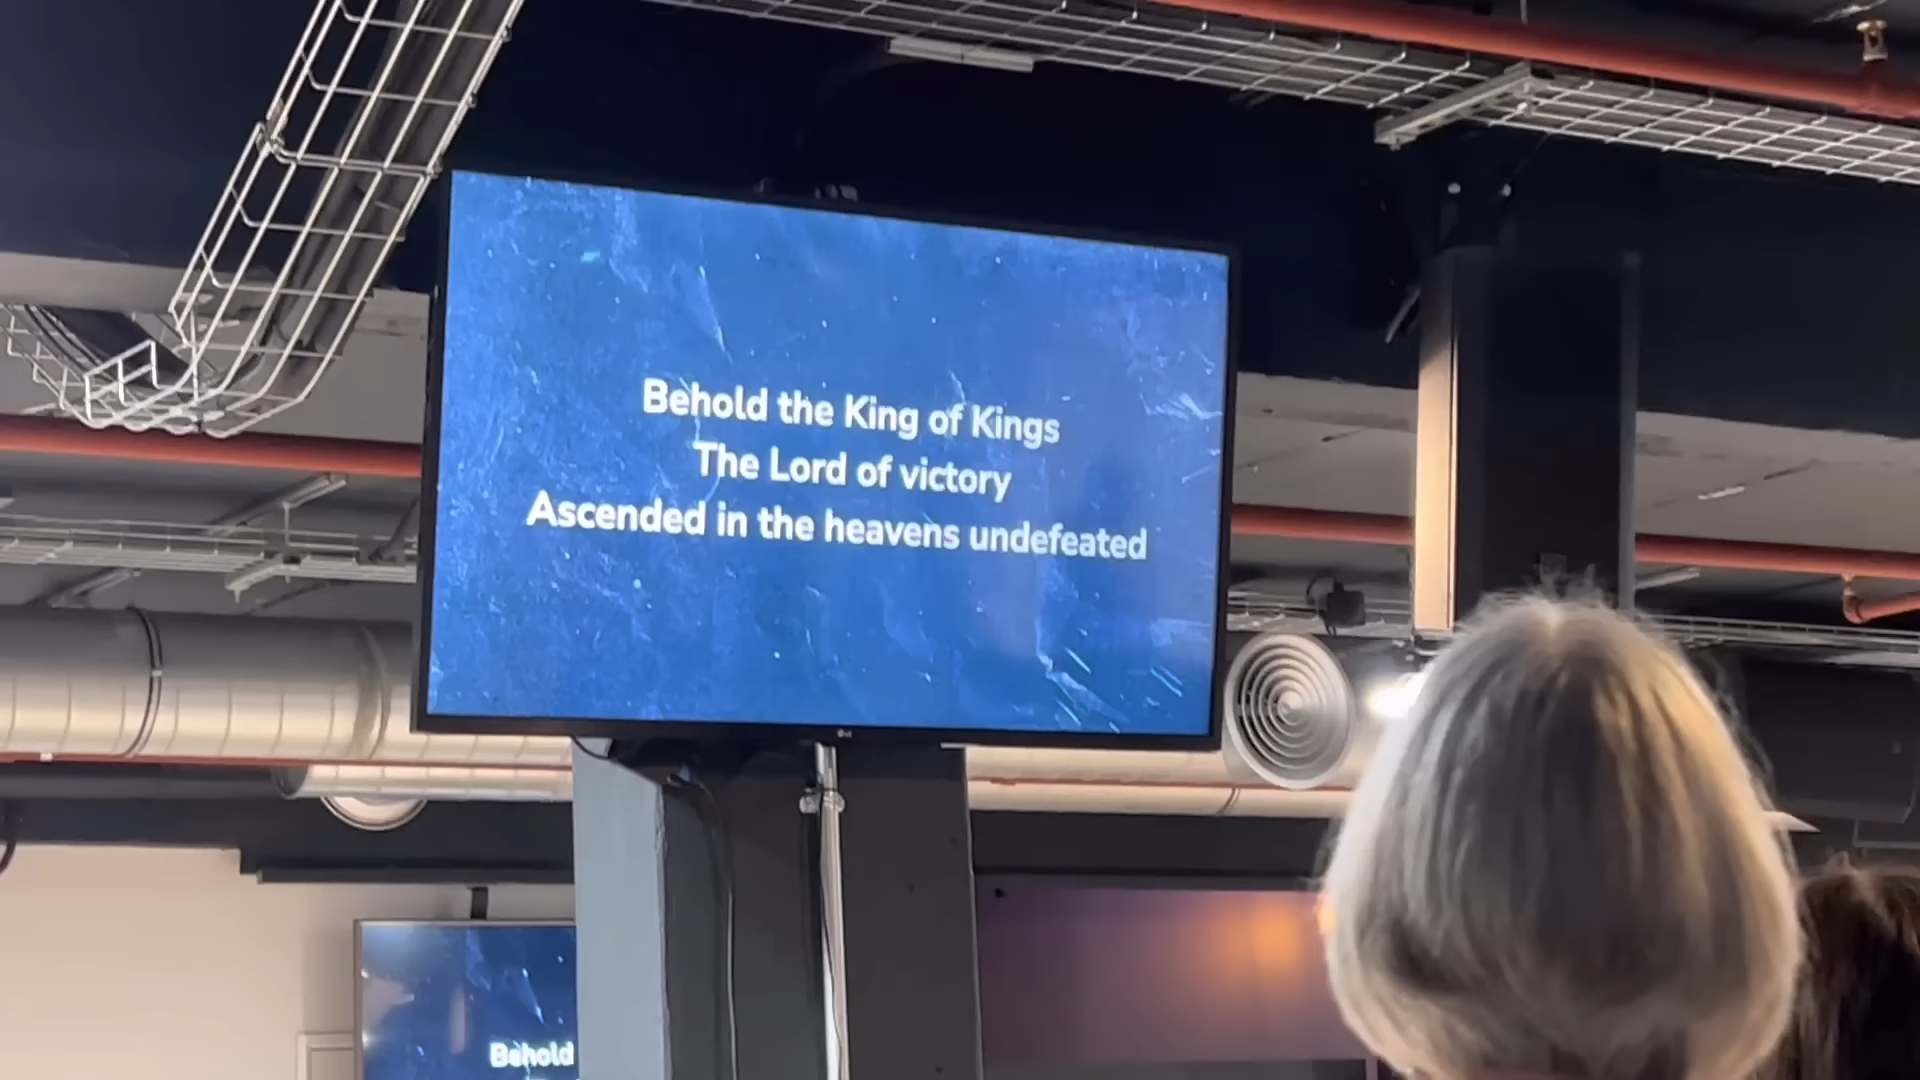 Behold the King of Kings
The Lord of victory
Ascended in the heavens undefeated
Behold